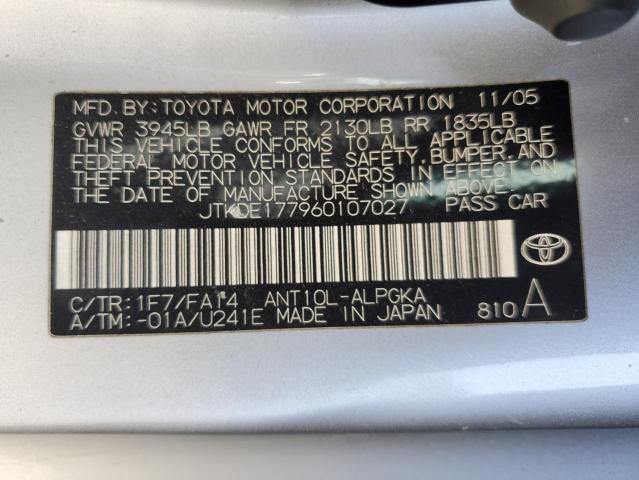 MFD. BY: TOYOTA MOTOR CORPORATION 11/05
GVWR 3945LB GAWR FR 2130LB RR 1835LB
THIS VEHICLE CONFORMS TO ALL APPLICABLE
FEDERAL MOTOR VEHICLE SAFETY, BUMPER, AND
THEFT PREVENTION STANDARDS IN EFFECT ON
THE DATE OF MANUFACTURE SHOWN ABOVE.
JTKDE177960107027 PASS CAR
C/TR: 1F7/FA14 ANT10L-ALPGKA
A/TM: -01A/U241E MADE IN JAPAN 810A